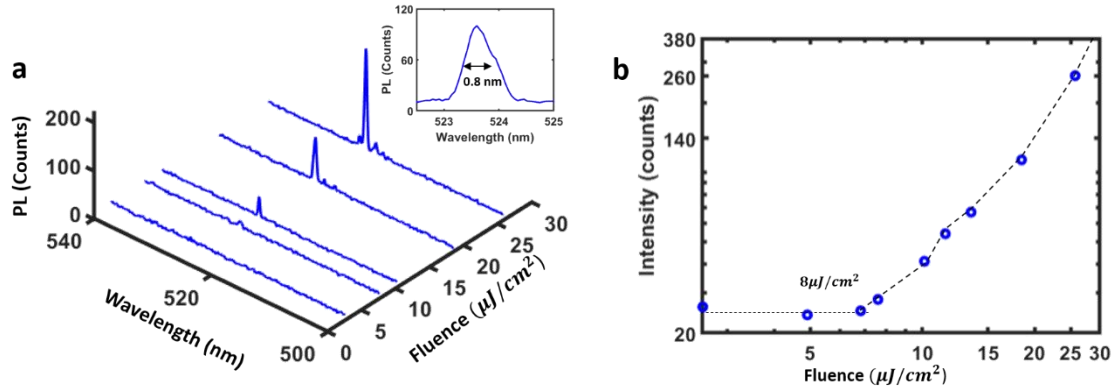 a
PL (Counts)
200
100
0
540
520
500
Wavelength (nm)
0
5
10
15
20
25
30
Fluence (μJ/cm²)
120
60
0
PL (Counts)
0.8 nm
523
524
525
Wavelength (nm)
b
Intensity (counts)
380
260
140
20
8μJ/cm²
5
10
15
20
25
30
Fluence (μJ/cm²)